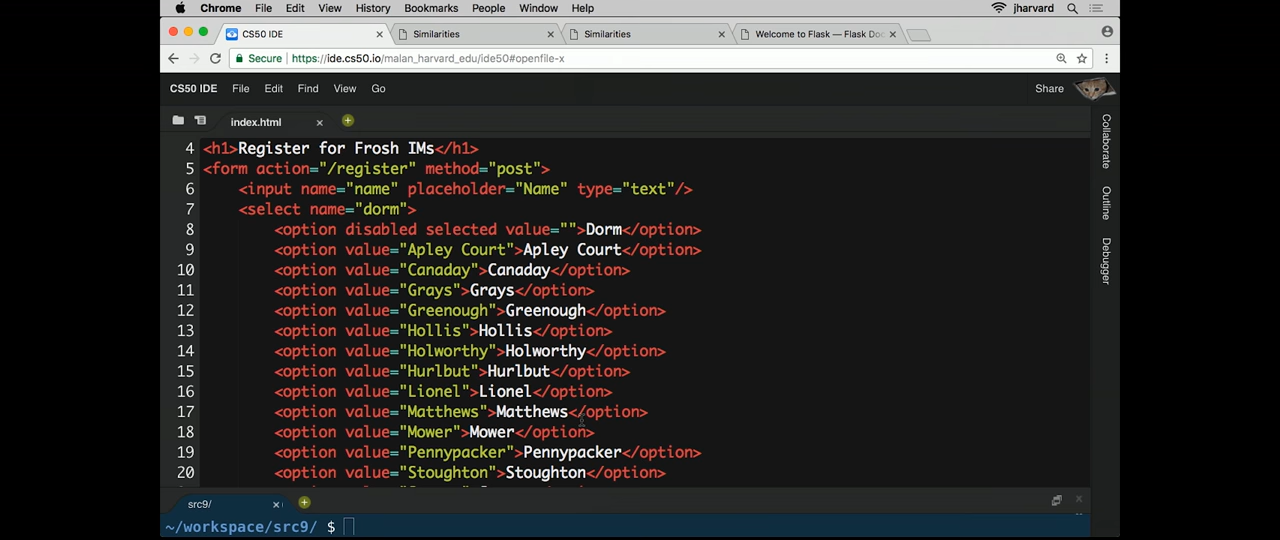 Chrome File Edit View History Bookmarks People Window Help jharvard
CS50 IDE Similarities Similarities Welcome to Flask — Flask Doc
Secure https://ide.cs50.io/malan_harvard_edu/ide50#openfile-x
CS50 IDE File Edit Find View Go Share
index.html
4 <h1>Register for Frosh IMs</h1>
5 <form action="/register" method="post">
6 <input name="name" placeholder="Name" type="text"/>
7 <select name="dorm">
8 <option disabled selected value="">Dorm</option>
9 <option value="Apley Court">Apley Court</option>
10 <option value="Canaday">Canaday</option>
11 <option value="Grays">Grays</option>
12 <option value="Greenough">Greenough</option>
13 <option value="Hollis">Hollis</option>
14 <option value="Holworthy">Holworthy</option>
15 <option value="Hurlbut">Hurlbut</option>
16 <option value="Lionel">Lionel</option>
17 <option value="Matthews">Matthews</option>
18 <option value="Mower">Mower</option>
19 <option value="Pennypacker">Pennypacker</option>
20 <option value="Stoughton">Stoughton</option>
Collaborate
Outline
Debugger
src9/
~/workspace/src9/ $